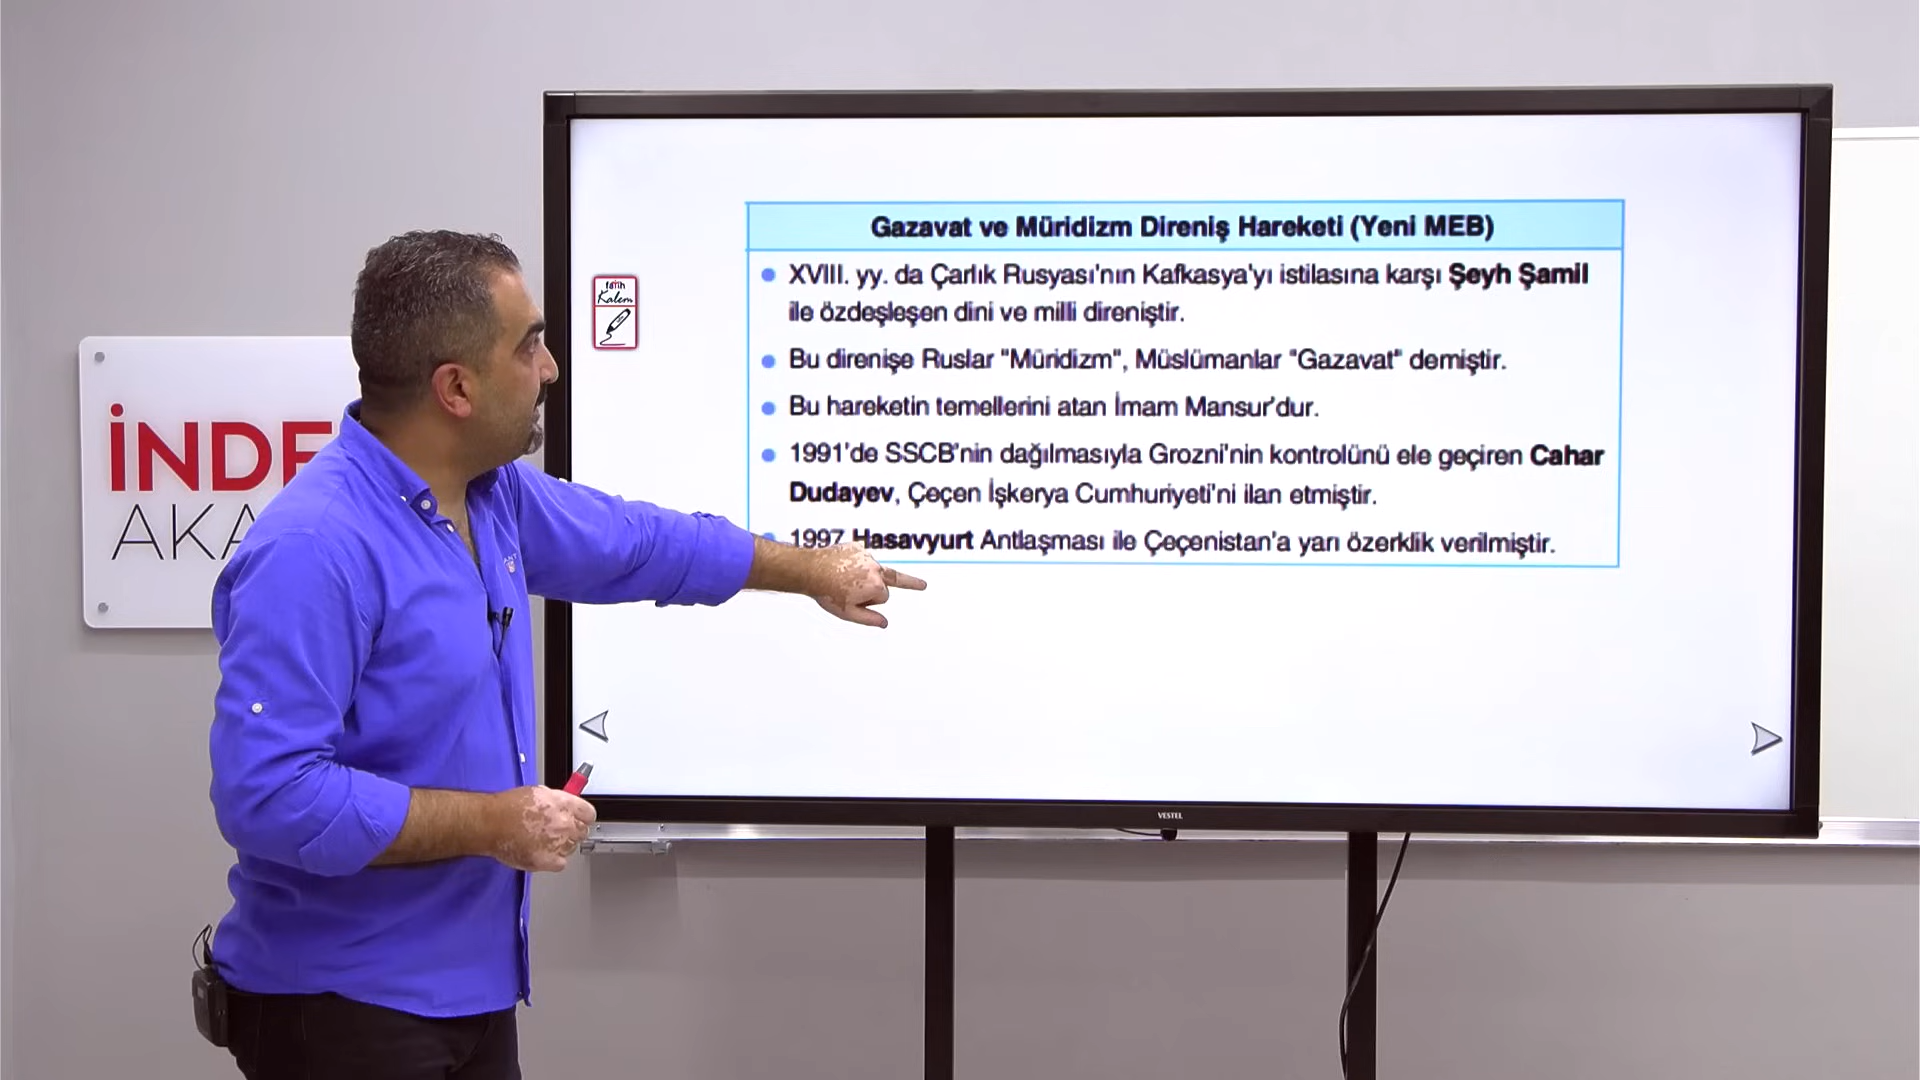 Gazavat ve Müridizm Direniş Hareketi (Yeni MEB)
XVIII. yy. da Çarlık Rusyası'nın Kafkasya'yı istilasına karşı Şeyh Şamil
ile özdeşleşen dini ve milli direniştir.
Bu direnişe Ruslar "Müridizm", Müslümanlar "Gazavat" demiştir.
Bu hareketin temellerini atan İmam Mansur'dur.
1991'de SSCB'nin dağılmasıyla Grozni'nin kontrolünü ele geçiren Cahar
Dudayev, Çeçen İşkerya Cumhuriyeti'ni ilan etmiştir.
1997 Hasavyurt Antlaşması ile Çeçenistan'a yarı özerklik verilmiştir.
fatih
Kalem
İNDE
AKA
VESTEL